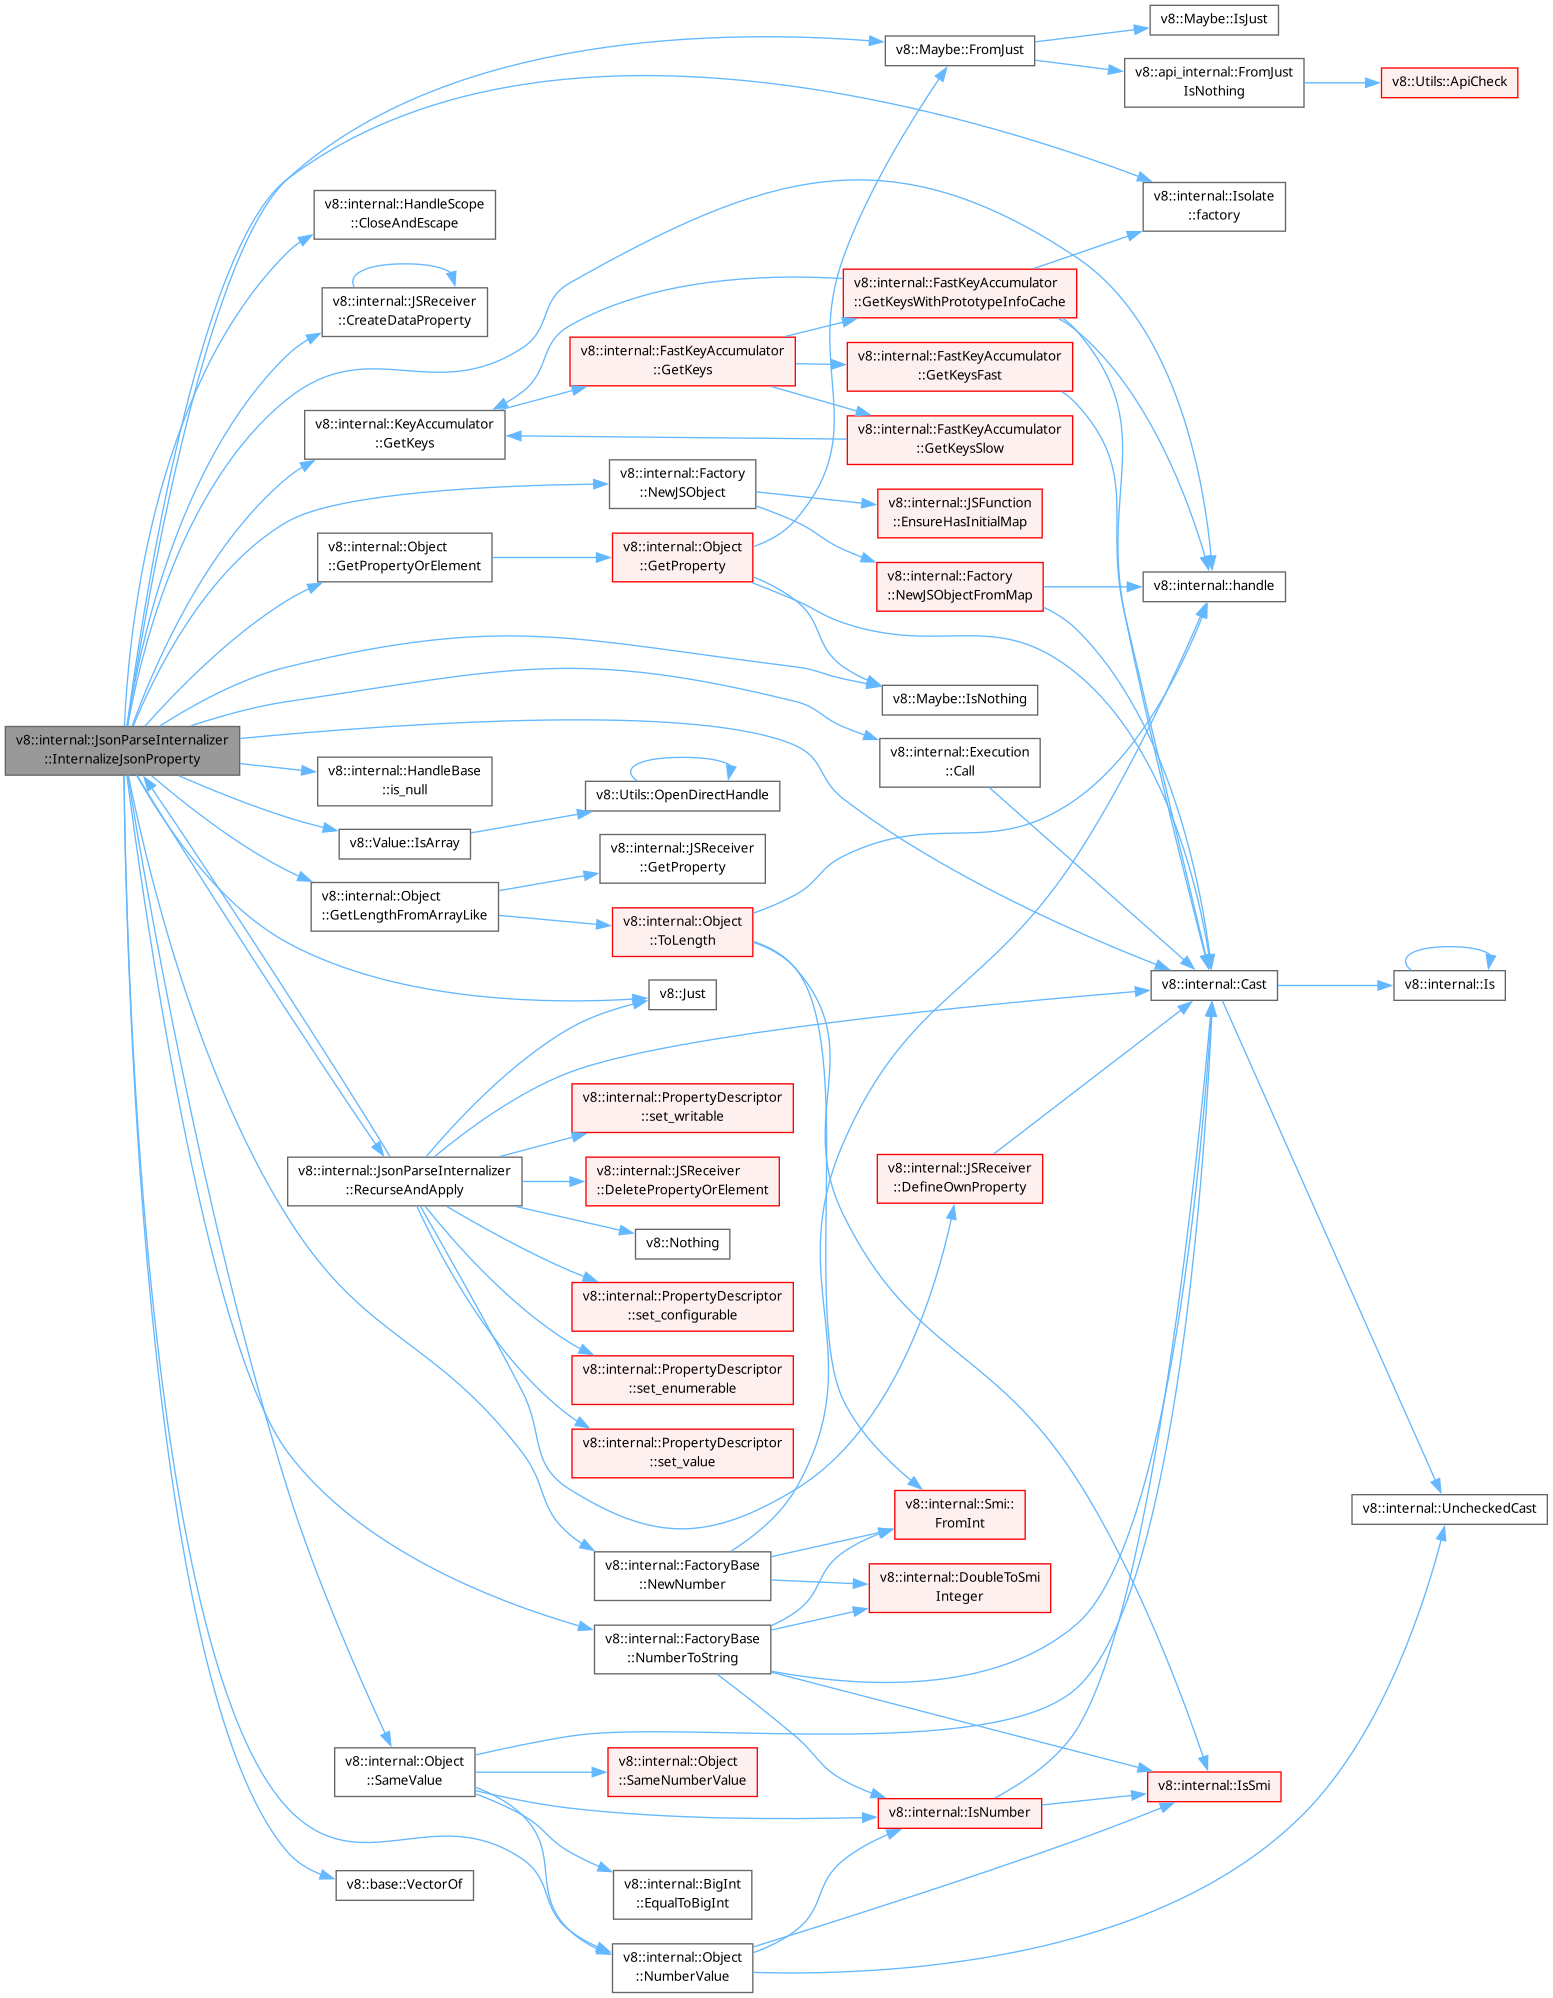 v8::Maybe::IsJust
v8::Maybe::FromJust
v8::api_internal::FromJust
IsNothing
v8::Utils::ApiCheck
v8::internal::HandleScope
::CloseAndEscape
v8::internal::Isolate
::factory
v8::internal::JSReceiver
::CreateDataProperty
v8::internal::FastKeyAccumulator
::GetKeysWithPrototypeInfoCache
v8::internal::FastKeyAccumulator
::GetKeys
v8::internal::FastKeyAccumulator
::GetKeysFast
v8::internal::KeyAccumulator
::GetKeys
v8::internal::FastKeyAccumulator
::GetKeysSlow
v8::internal::Factory
::NewJSObject
v8::internal::JSFunction
::EnsureHasInitialMap
v8::internal::Object
::GetPropertyOrElement
v8::internal::Object
::GetProperty
v8::internal::Factory
::NewJSObjectFromMap
v8::internal::handle
v8::Maybe::IsNothing
v8::internal::JsonParseInternalizer
::InternalizeJsonProperty
v8::internal::Execution
::Call
v8::internal::HandleBase
::is_null
v8::Utils::OpenDirectHandle
v8::Value::IsArray
v8::internal::JSReceiver
::GetProperty
v8::internal::Object
::GetLengthFromArrayLike
v8::internal::Object
::ToLength
v8::Just
v8::internal::Cast
v8::internal::Is
v8::internal::PropertyDescriptor
::set_writable
v8::internal::JsonParseInternalizer
::RecurseAndApply
v8::internal::JSReceiver
::DeletePropertyOrElement
v8::internal::JSReceiver
::DefineOwnProperty
v8::Nothing
v8::internal::PropertyDescriptor
::set_configurable
v8::internal::PropertyDescriptor
::set_enumerable
v8::internal::PropertyDescriptor
::set_value
v8::internal::Smi::
FromInt
v8::internal::UncheckedCast
v8::internal::FactoryBase
::NewNumber
v8::internal::DoubleToSmi
Integer
v8::internal::FactoryBase
::NumberToString
v8::internal::Object
::SameValue
v8::internal::Object
::SameNumberValue
v8::internal::IsSmi
v8::internal::IsNumber
v8::base::VectorOf
v8::internal::BigInt
::EqualToBigInt
v8::internal::Object
::NumberValue